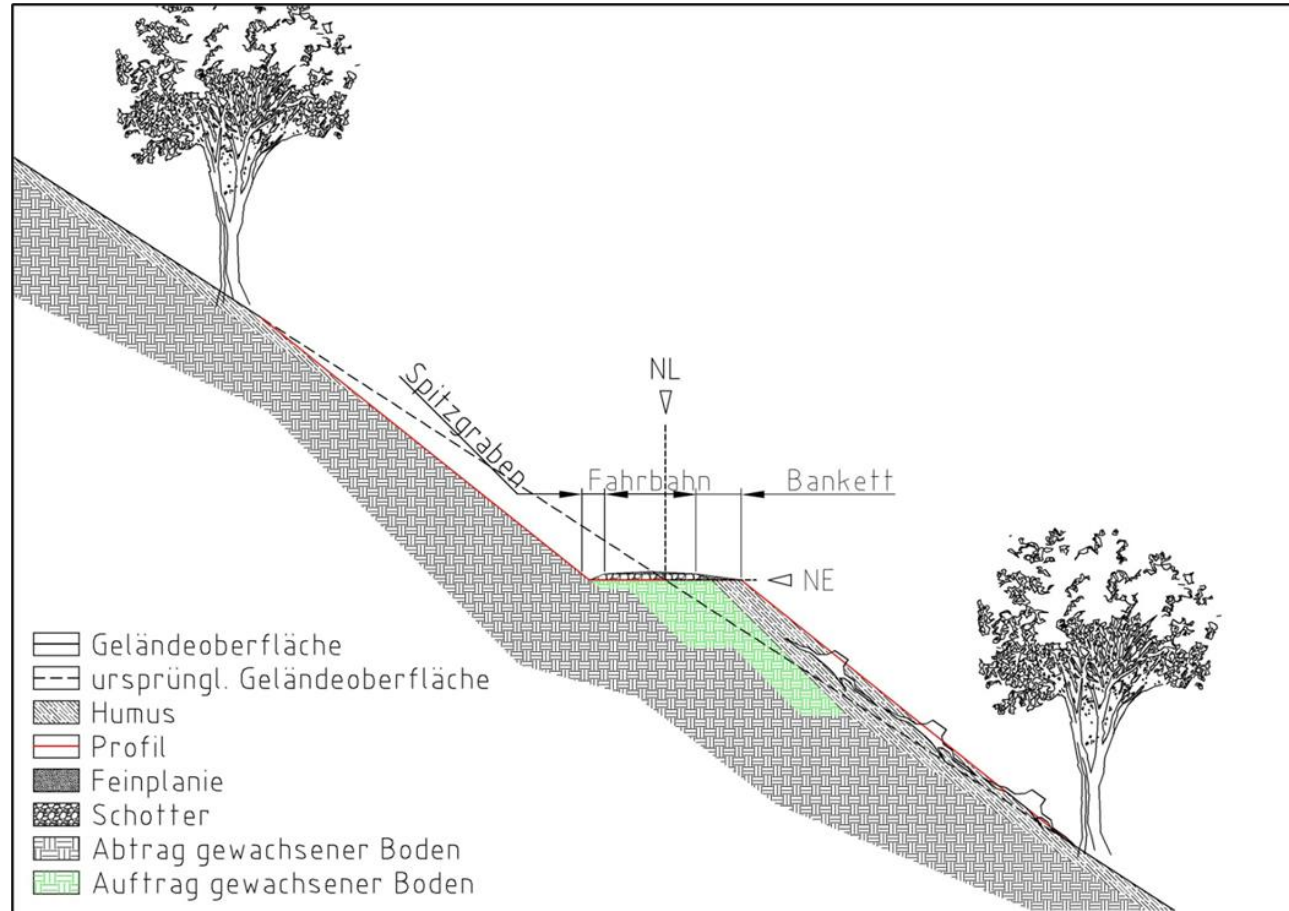 Spitzgraben
NL
Fahrbahn
Bankett
NE
Geländeoberfläche
ursprüngl. Geländeoberfläche
Humus
Profil
Feinplanie
Schotter
Abtrag gewachsener Boden
Auftrag gewachsener Boden